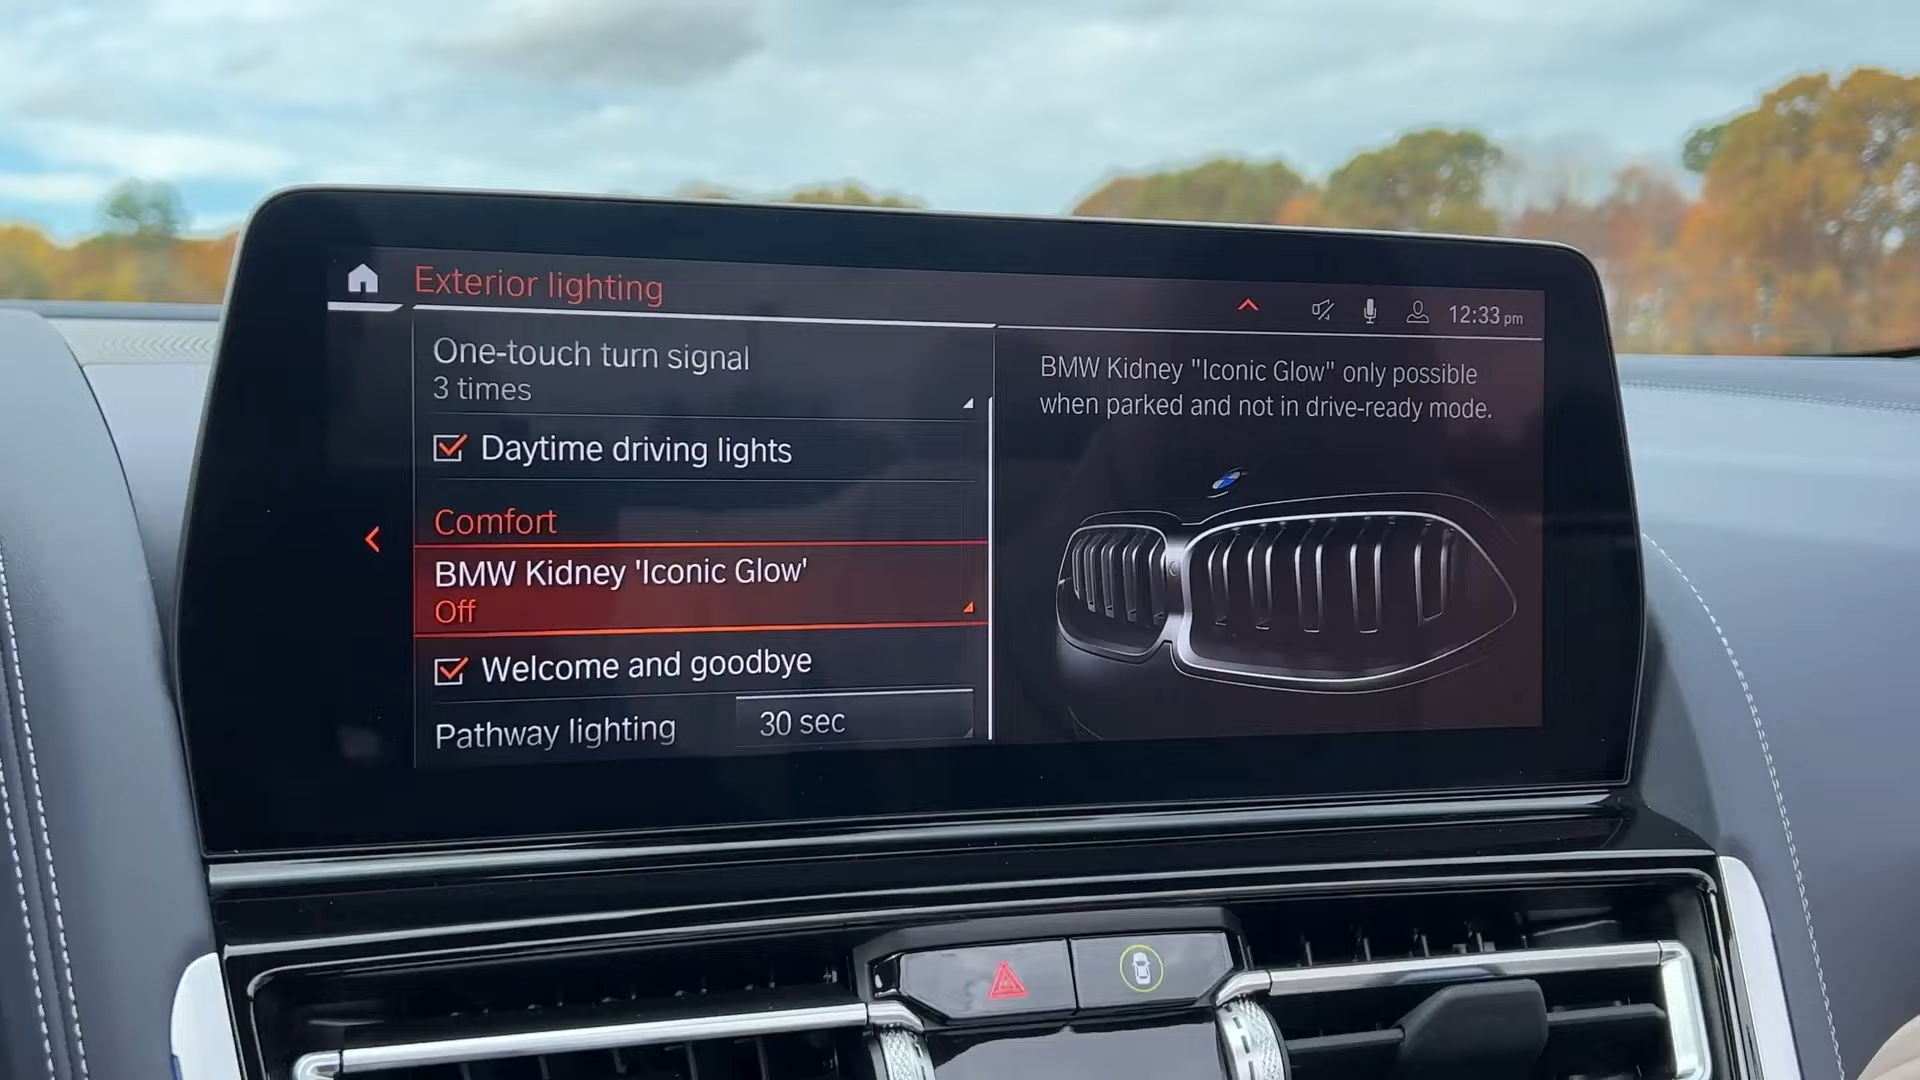 Exterior lighting
12:33 pm
One-touch turn signal
3 times
Daytime driving lights
Comfort
BMW Kidney 'Iconic Glow'
Off
Welcome and goodbye
Pathway lighting 30 sec
BMW Kidney "Iconic Glow" only possible
when parked and not in drive-ready mode.